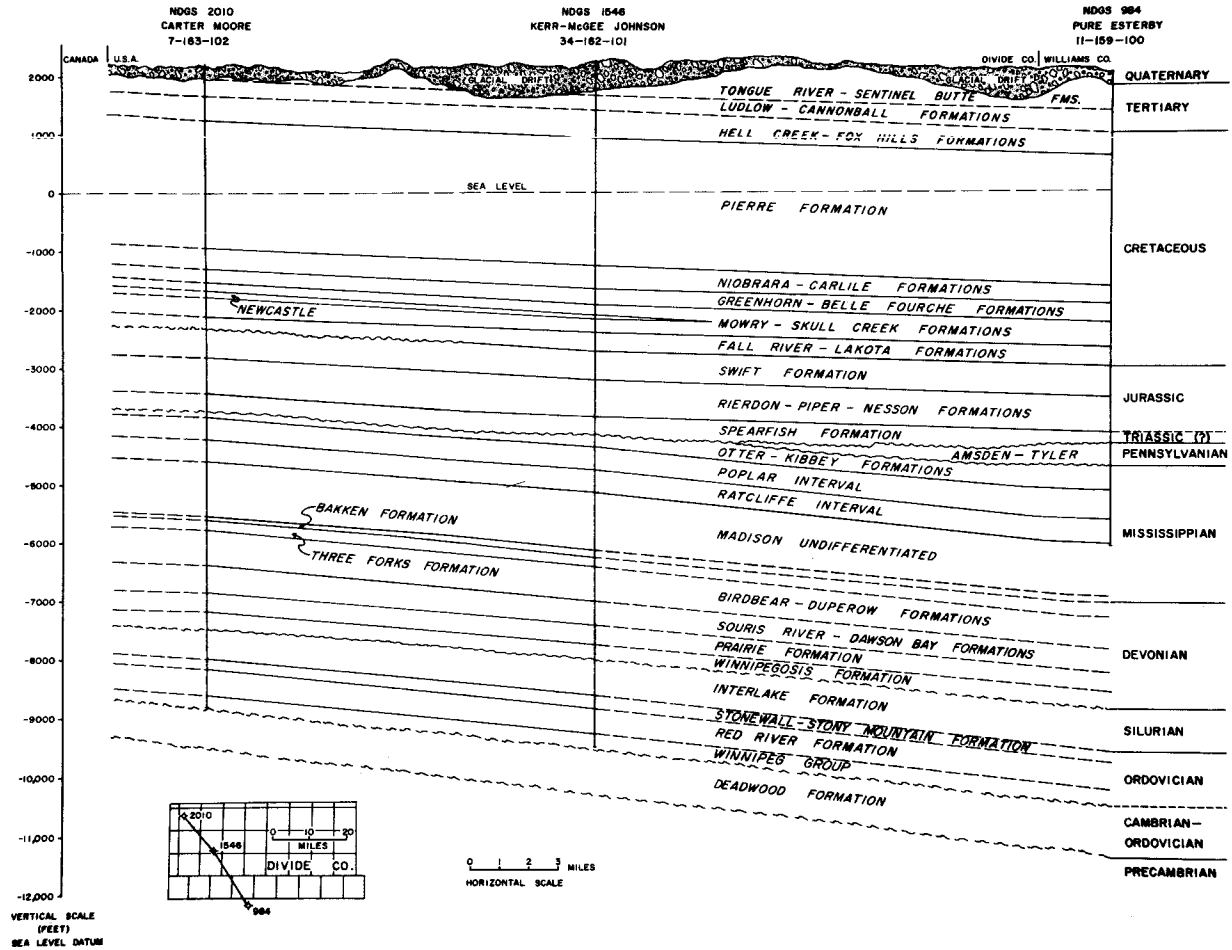 NDGS 2010
CARTER MOORE
7-163-102
NDGS 1546
KERR-McGEE JOHNSON
34-162-101
NDGS 984
PURE ESTERBY
11-159-100
CANADA
U.S.A.
DIVIDE CO.
WILLIAMS CO.
2000
1000
0
-1000
-2000
-3000
-4000
-5000
-6000
-7000
-8000
-9000
-10,000
-11,000
-12,000
VERTICAL SCALE
(FEET)
SEA LEVEL DATUM
GLACIAL DRIFT
GLACIAL DRIFT
TONGUE RIVER - SENTINEL BUTTE FMS.
LUDLOW - CANNONBALL FORMATIONS
HELL CREEK - FOX HILLS FORMATIONS
SEA LEVEL
PIERRE FORMATION
NIOBRARA - CARLILE FORMATIONS
GREENHORN - BELLE FOURCHE FORMATIONS
NEWCASTLE
MOWRY - SKULL CREEK FORMATIONS
FALL RIVER - LAKOTA FORMATIONS
SWIFT FORMATION
RIERDON - PIPER - NESSON FORMATIONS
SPEARFISH FORMATION
AMSDEN - TYLER
OTTER - KIBBEY FORMATIONS
POPLAR INTERVAL
RATCLIFFE INTERVAL
BAKKEN FORMATION
MADISON UNDIFFERENTIATED
THREE FORKS FORMATION
BIRDBEAR - DUPEROW FORMATIONS
SOURIS RIVER - DAWSON BAY FORMATIONS
PRAIRIE FORMATION
WINNIPEGOSIS FORMATION
INTERLAKE FORMATION
STONEWALL - STONY MOUNTAIN FORMATION
RED RIVER FORMATION
WINNIPEG GROUP
DEADWOOD FORMATION
QUATERNARY
TERTIARY
CRETACEOUS
JURASSIC
TRIASSIC (?)
PENNSYLVANIAN
MISSISSIPPIAN
DEVONIAN
SILURIAN
ORDOVICIAN
CAMBRIAN-
ORDOVICIAN
PRECAMBRIAN
2010
1546
984
0 10 20
MILES
DIVIDE CO.
0 1 2 3 MILES
HORIZONTAL SCALE